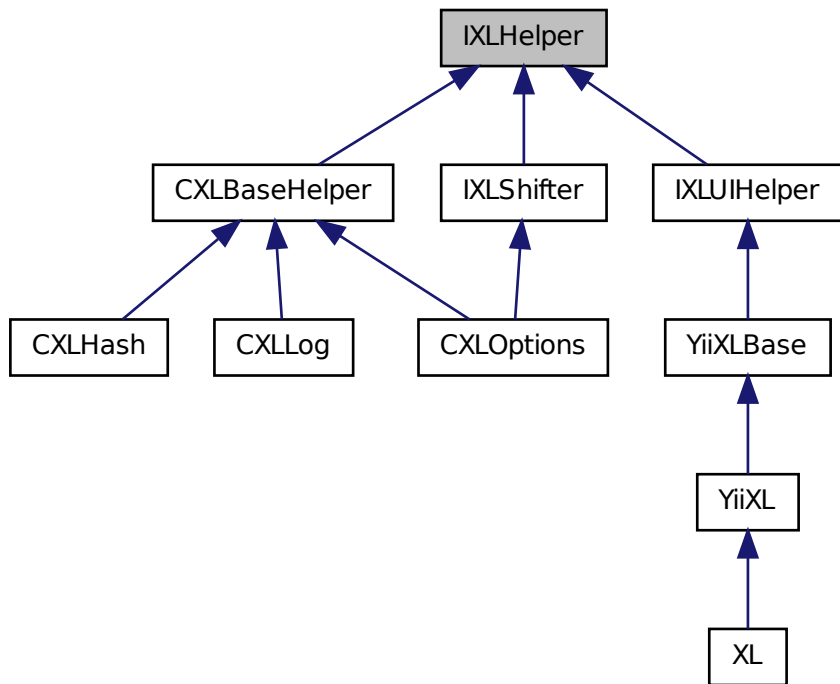 IXLHelper
CXLBaseHelper
IXLShifter
IXLUIHelper
CXLHash
CXLLog
CXLOptions
YiiXLBase
YiiXL
XL